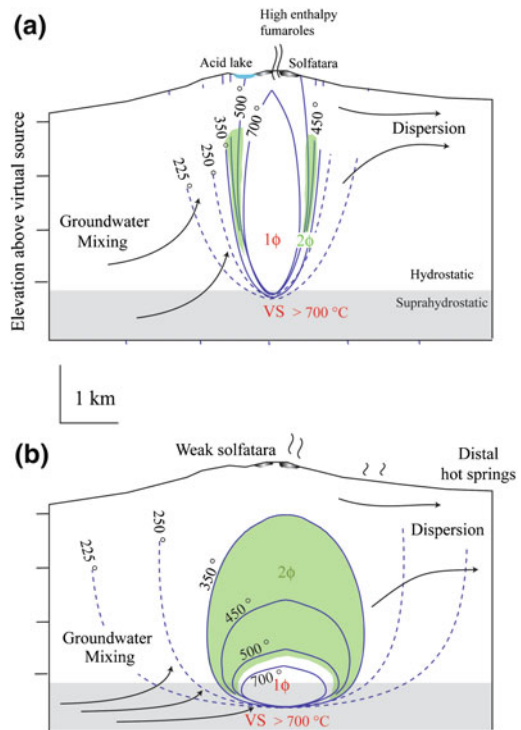 (a)
High enthalpy
fumaroles
Acid lake
Solfatara
500°
700°
450°
350°
250°
225°
Dispersion
Groundwater
Mixing
1ϕ
2ϕ
Elevation above virtual source
Hydrostatic
Suprahydrostatic
VS > 700 °C
1 km
(b)
Weak solfatara
Distal
hot springs
225°
250°
350°
2ϕ
Dispersion
450°
500°
Groundwater
Mixing
700°
1ϕ
VS >700 °C